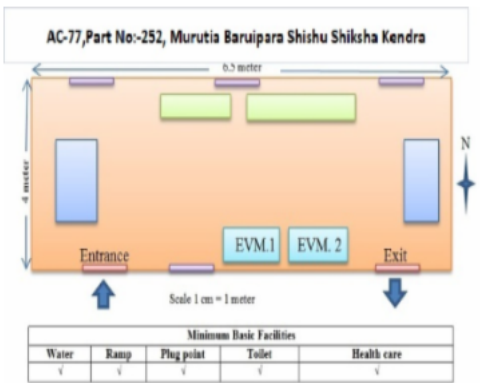 AC-77,Part No:-252, Murutia Baruipara Shishu Shiksha Kendra
6.5 meter
4 meter
N
EVM.1 EVM. 2
Entrance Exit
Scale 1 cm = 1 meter
Minimum Basic Facilities
Water Ramp Plug point Toilet Health care
√ √ √ √ √